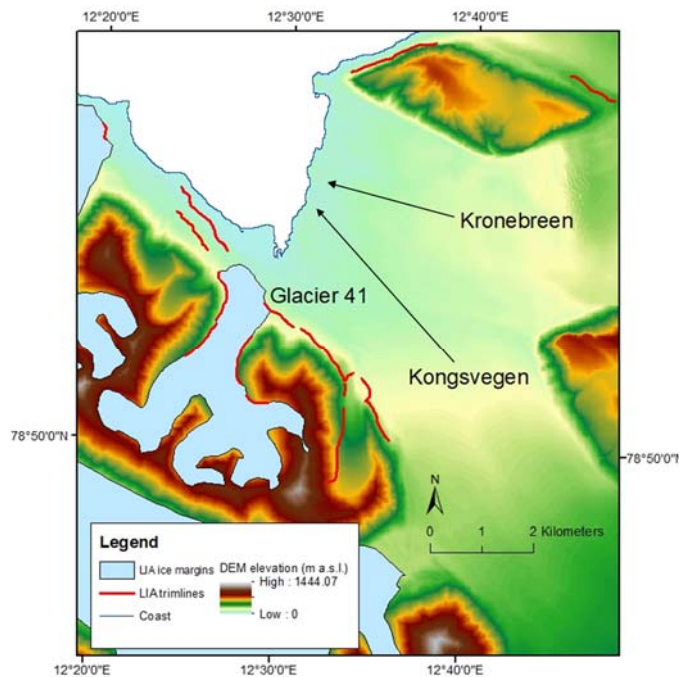 12°20'0"E 12°30'0"E 12°40'0"E
Kronebreen
Glacier 41
Kongsvegen
78°50'0"N
78°50'0"N
N
0 1 2 Kilometers
Legend
LIA ice margins
LIA trimlines
Coast
DEM elevation (m a.s.l.)
High : 1444.07
Low : 0
12°20'0"E 12°30'0"E 12°40'0"E